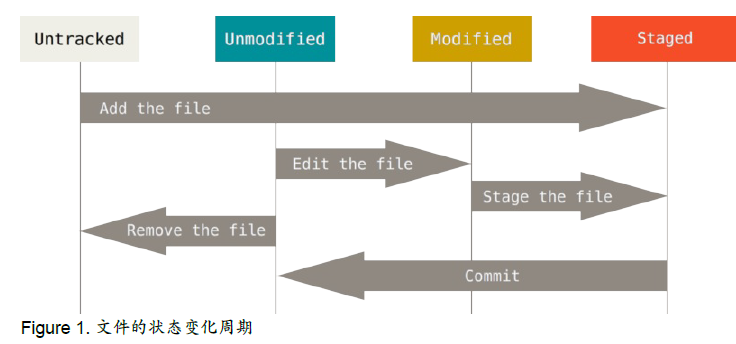 Untracked Unmodified Modified Staged
Add the file
Edit the file
Stage the file
Remove the file
Commit
Figure 1. 文件的状态变化周期